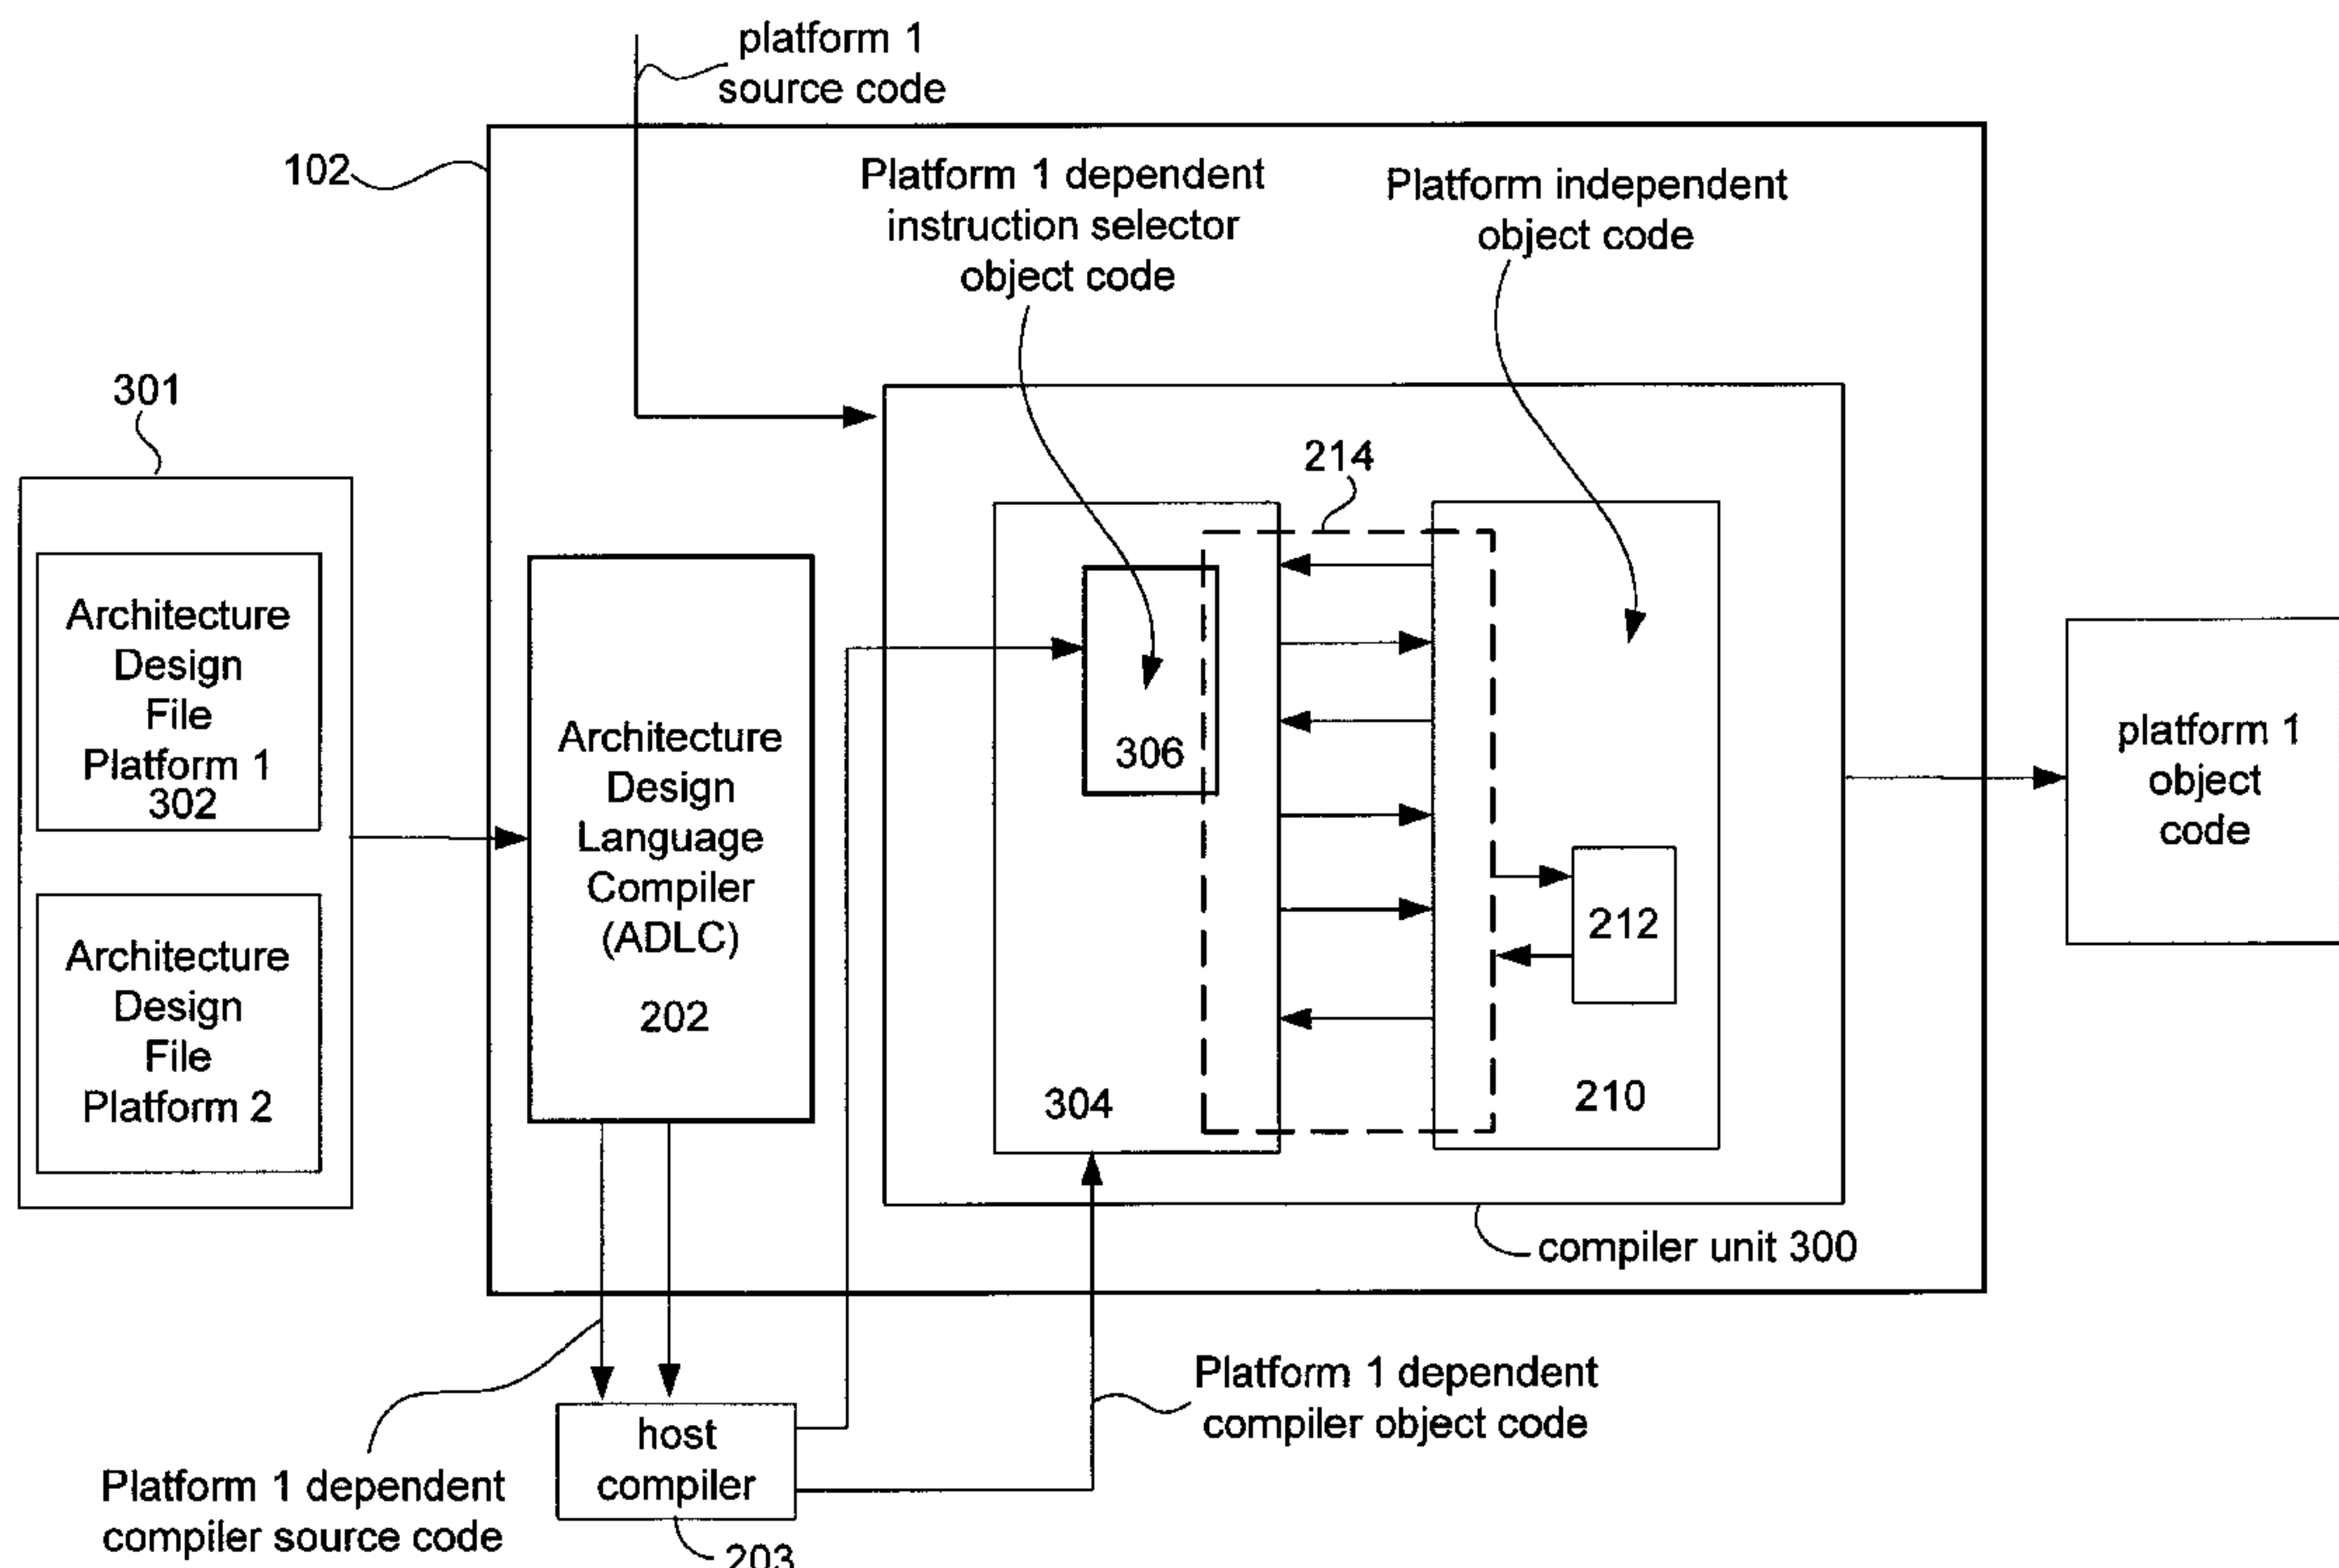 platform 1
source code
102
Platform 1 dependent
instruction selector
object code
Platform independent
object code
301
214
Architecture
Design
File
Platform 1
302
Architecture
Design
File
Platform 2
Architecture
Design
Language
Compiler
(ADLC)
202
306
304
212
210
platform 1
object
code
compiler unit 300
Platform 1 dependent
compiler object code
host
compiler
Platform 1 dependent
compiler source code
203